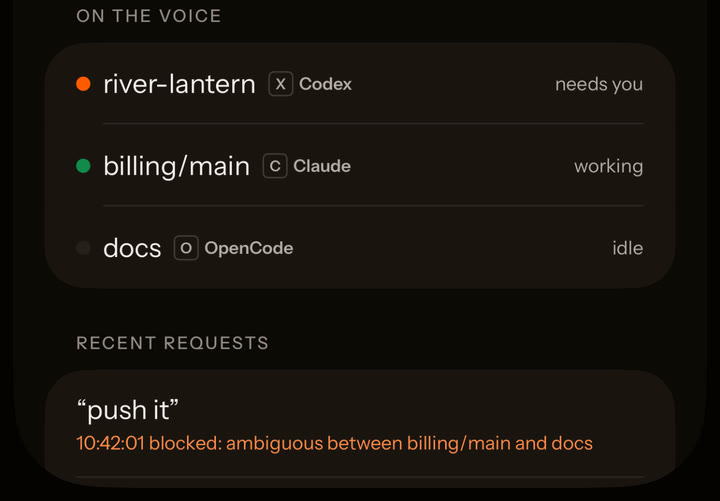 ON THE VOICE
river-lantern X Codex needs you
billing/main C Claude working
docs O OpenCode idle
RECENT REQUESTS
“push it”
10:42:01 blocked: ambiguous between billing/main and docs